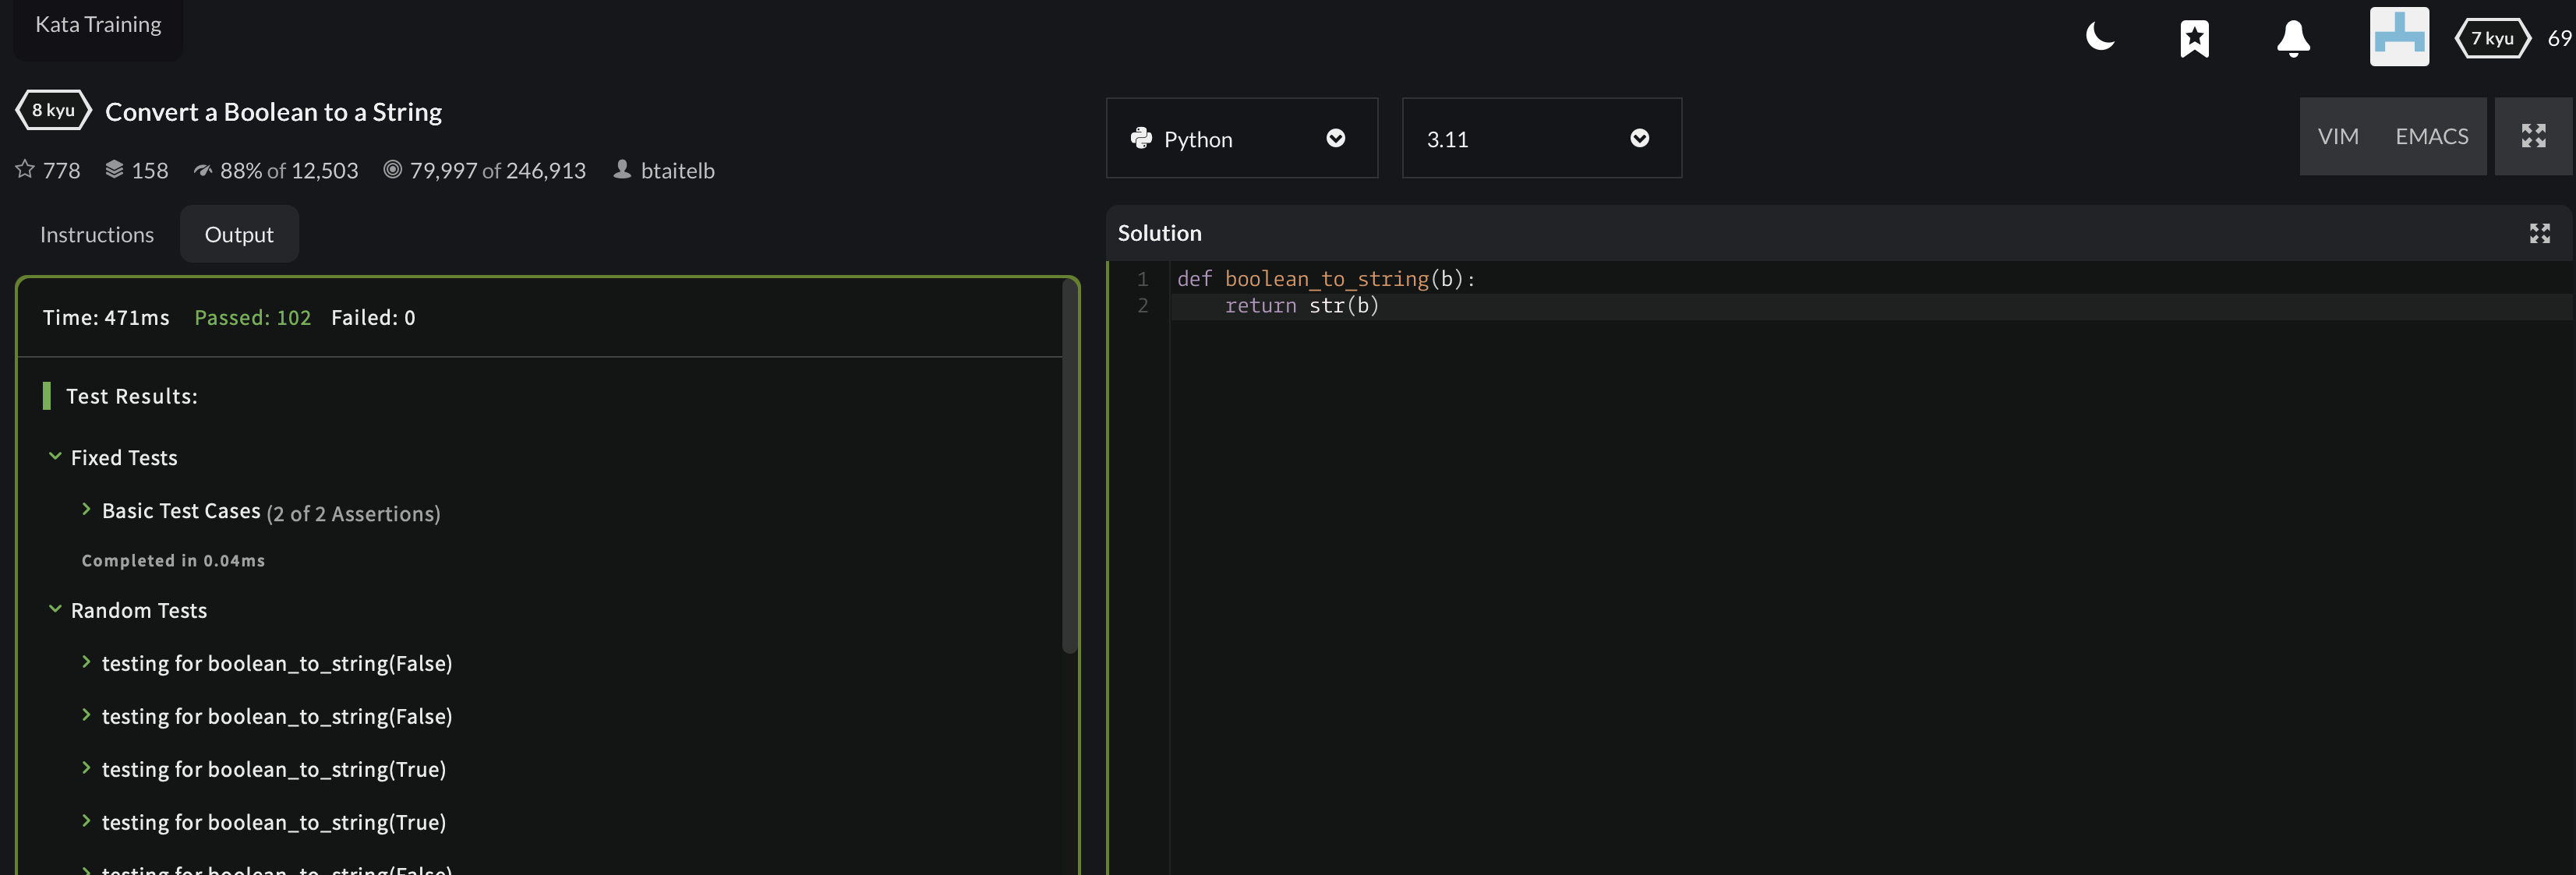 Kata Training
7 kyu 69
8 kyu Convert a Boolean to a String
778 158 88% of 12,503 79,997 of 246,913 btaitelb
Python 3.11 VIM EMACS
Instructions Output
Time: 471ms Passed: 102 Failed: 0
Test Results:
Fixed Tests
Basic Test Cases (2 of 2 Assertions)
Completed in 0.04ms
Random Tests
testing for boolean_to_string(False)
testing for boolean_to_string(False)
testing for boolean_to_string(True)
testing for boolean_to_string(True)
testing for boolean_to_string(False)
Solution
1 def boolean_to_string(b):
2     return str(b)